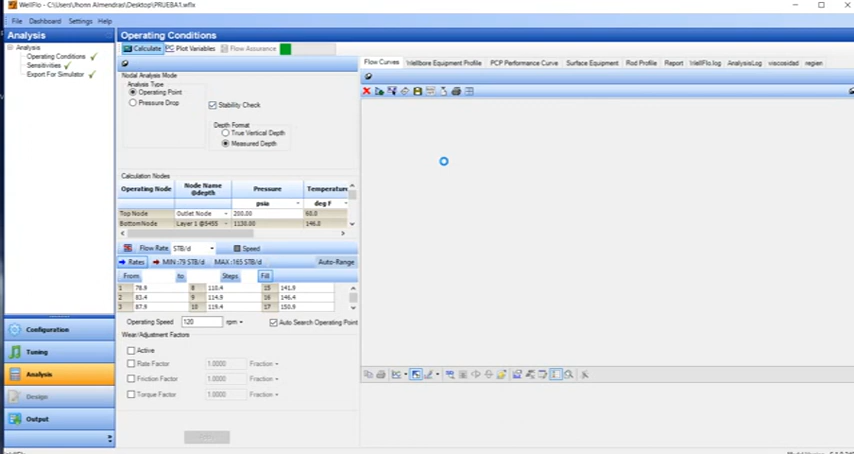 WellFlo - C:\Users\Jhonn Almendras\Desktop\PRUEBA1.wflx
File Dashboard Settings Help
Analysis
Analysis
Operating Conditions
Sensitivities
Export For Simulator
Configuration
Tuning
Analysis
Design
Output
Operating Conditions
Calculate Plot Variables Flow Assurance
Nodal Analysis Mode
Analysis Type
Operating Point
Pressure Drop
Stability Check
Depth Format
True Vertical Depth
Measured Depth
Calculation Nodes
Operating Node Node Name @depth Pressure Temperature
psia deg F
Top Node Outlet Node 200.00 60.0
BottomNode Layer 1 @5455 1130.00 146.0
Flow Rate STB/d Speed
Rates MIN :79 STB/d MAX :165 STB/d Auto-Range
From to Steps Fill
1 78.9 8 110.4 15 141.9
2 83.4 9 114.9 16 146.4
3 87.9 10 119.4 17 150.9
Operating Speed 120 rpm Auto Search Operating Point
Wear/Adjustment Factors
Active
Rate Factor 1.0000 Fraction
Friction Factor 1.0000 Fraction
Torque Factor 1.0000 Fraction
Flow Curves Wellbore Equipment Profile PCP Performance Curve Surface Equipment Rod Profile Report WellFlo.log AnalysisLog viscosidad regien